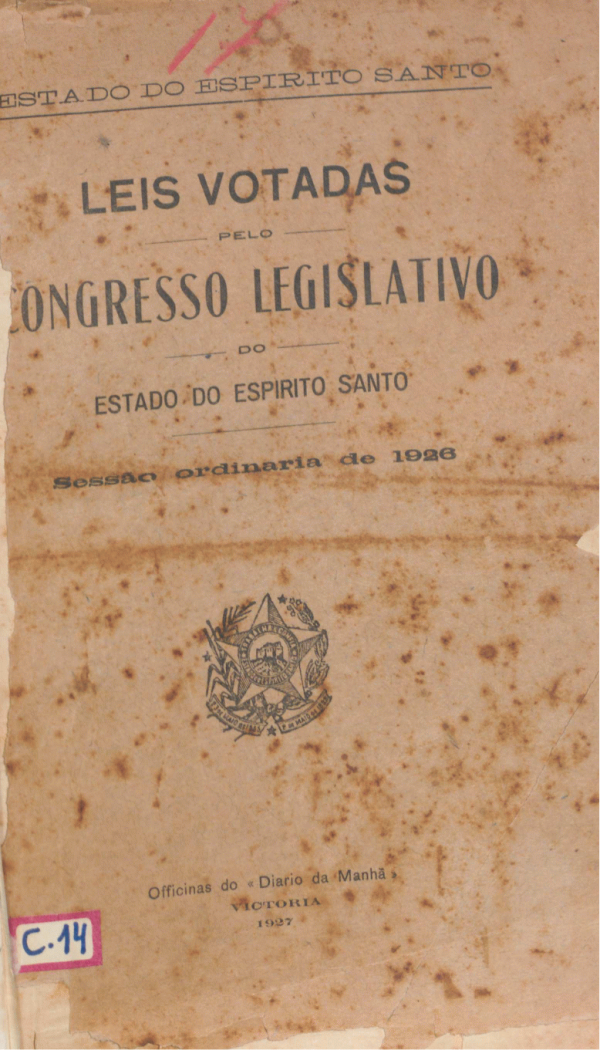 17
ESTADO DO ESPIRITO SANTO
LEIS VOTADAS
PELO
CONGRESSO LEGISLATIVO
DO
ESTADO DO ESPIRITO SANTO
Sessão ordinaria de 1926
Officinas do «Diario da Manhã»
VICTORIA
1927
C.14